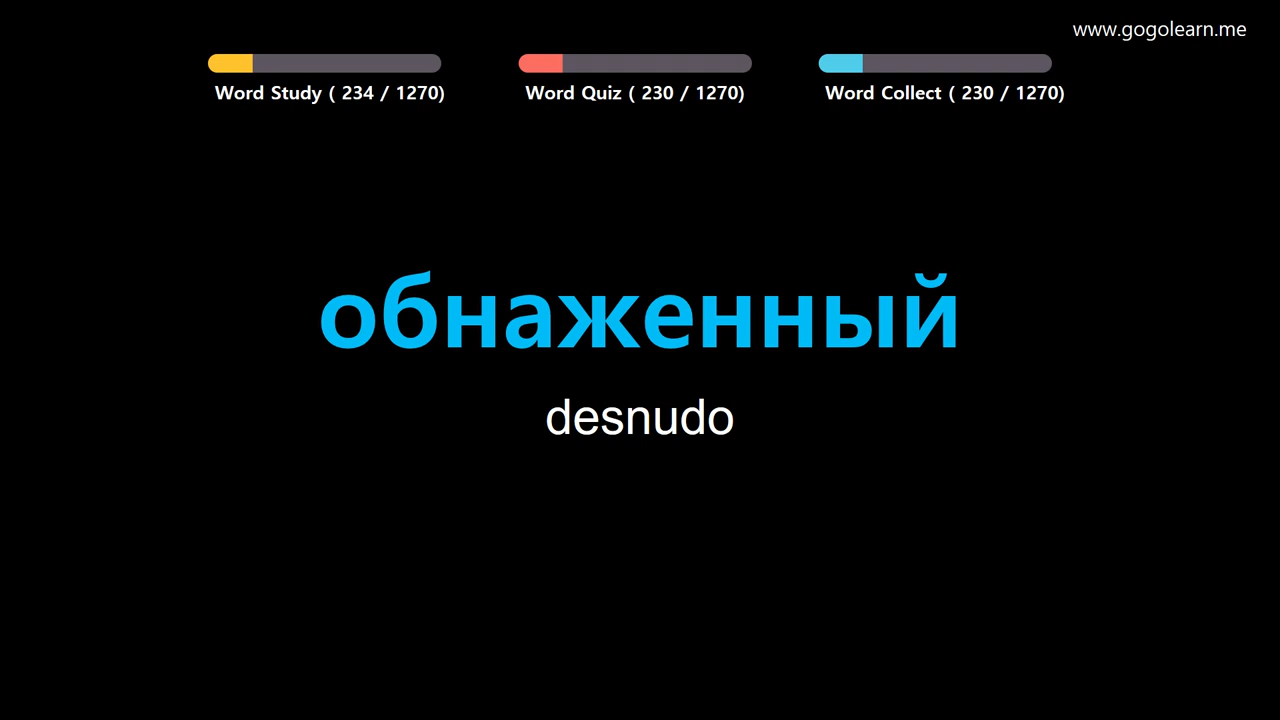 www.gogolearn.me
Word Study ( 234 / 1270)
Word Quiz ( 230 / 1270)
Word Collect ( 230 / 1270)
обнаженный
desnudo